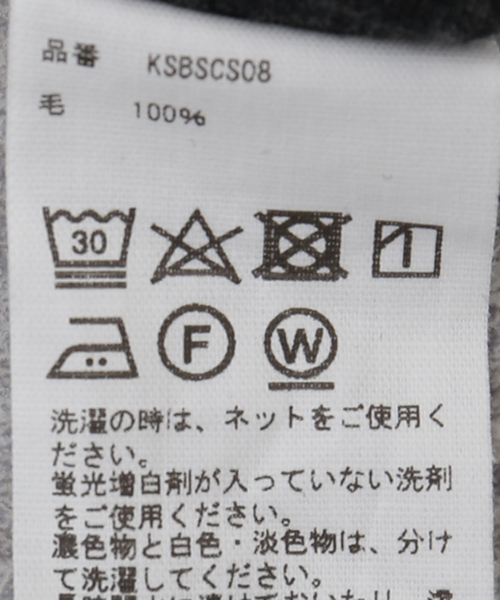 品番 KSBSCS08
毛 100%
30
F W
洗濯の時は、ネットをご使用く
ださい。
蛍光増白剤が入っていない洗剤
をご使用ください。
濃色物と白色・淡色物は、分け
て洗濯してください。